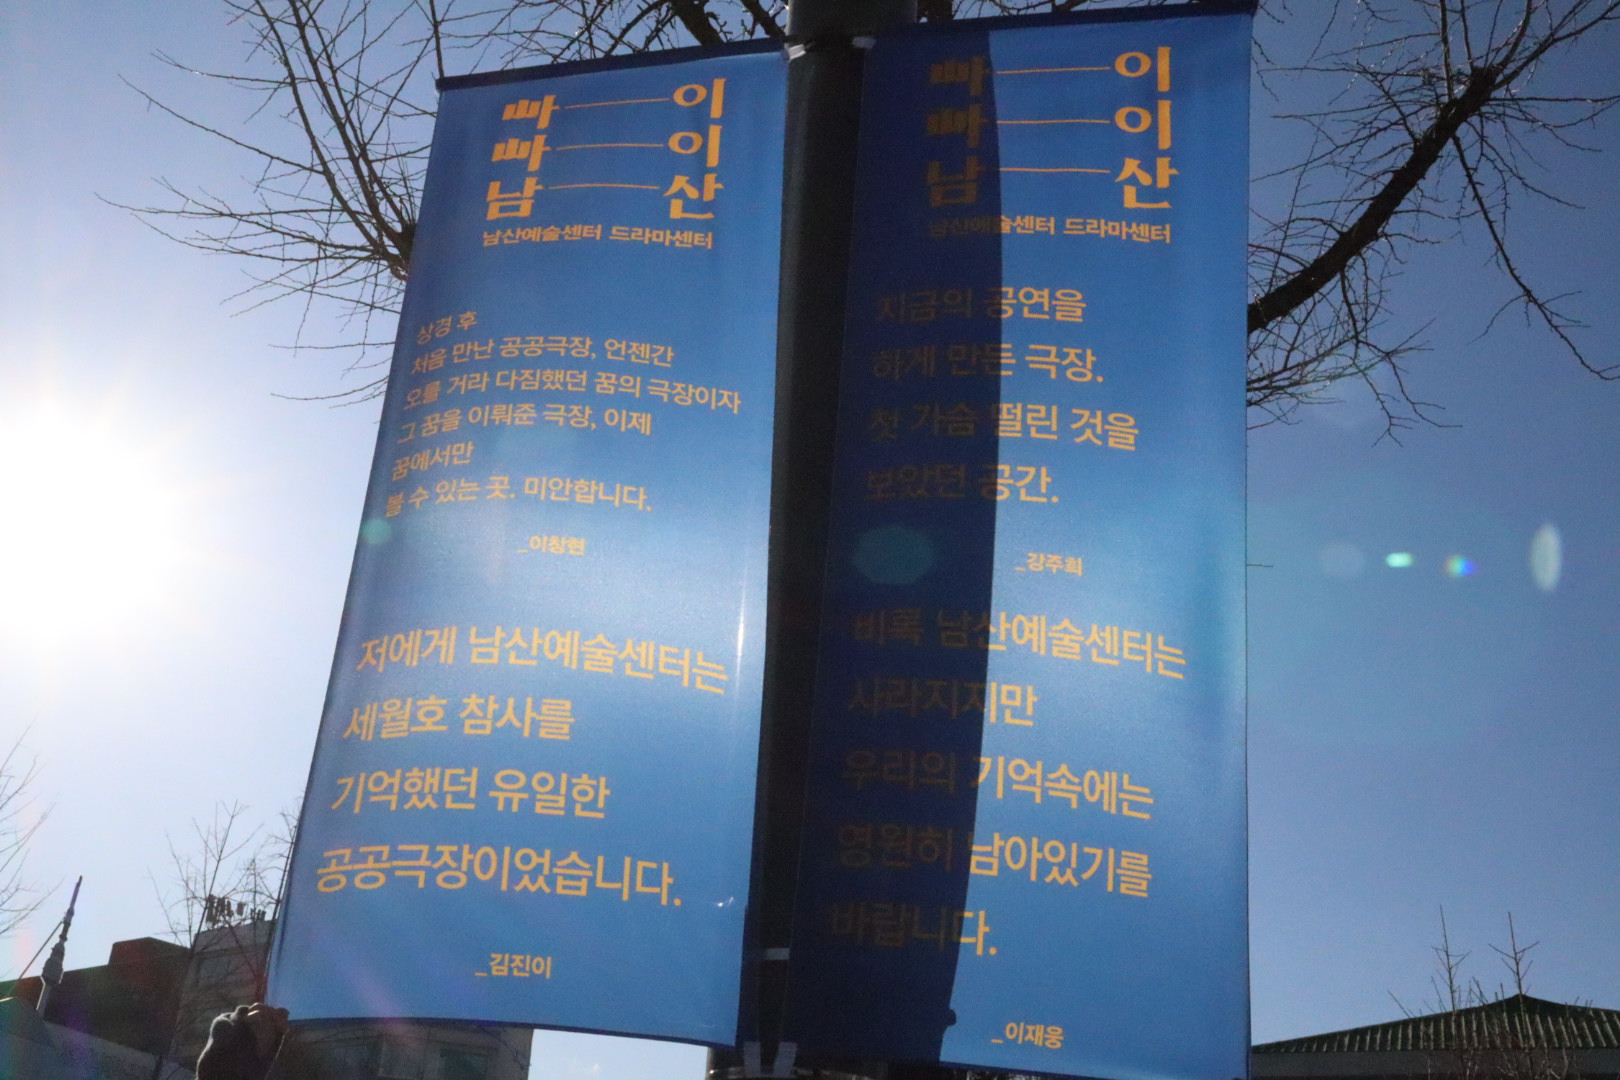 빠 이
빠 이
남 산
남산예술센터 드라마센터
상경 후
처음 만난 공공극장, 언젠간
오를 거라 다짐했던 꿈의 극장이자
그 꿈을 이뤄준 극장, 이제
꿈에서만
볼 수 있는 곳. 미안합니다.
_이창현
저에게 남산예술센터는
세월호 참사를
기억했던 유일한
공공극장이었습니다.
_김진이
빠 이
빠 이
남 산
남산예술센터 드라마센터
지금의 공연을
하게 만든 극장.
첫 가슴 떨린 것을
보았던 공간.
_강주희
비록 남산예술센터는
사라지지만
우리의 기억속에는
영원히 남아있기를
바랍니다.
_이재웅